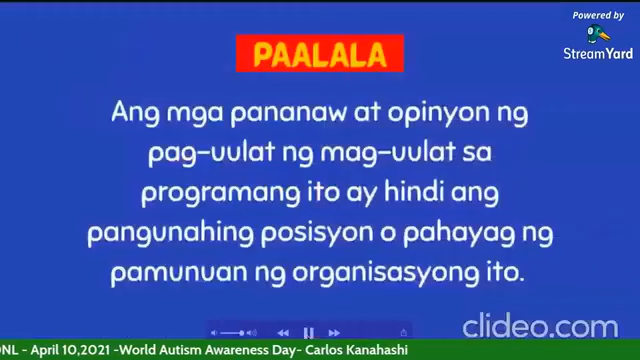 Powered by
StreamYard
PAALALA
Ang mga pananaw at opinyon ng
pag-uulat ng mag-uulat sa
programang ito ay hindi ang
pangunahing posisyon o pahayag ng
pamunuan ng organisasyong ito.
clideo.com
ONL - April 10,2021 -World Autism Awareness Day- Carlos Kanahashi